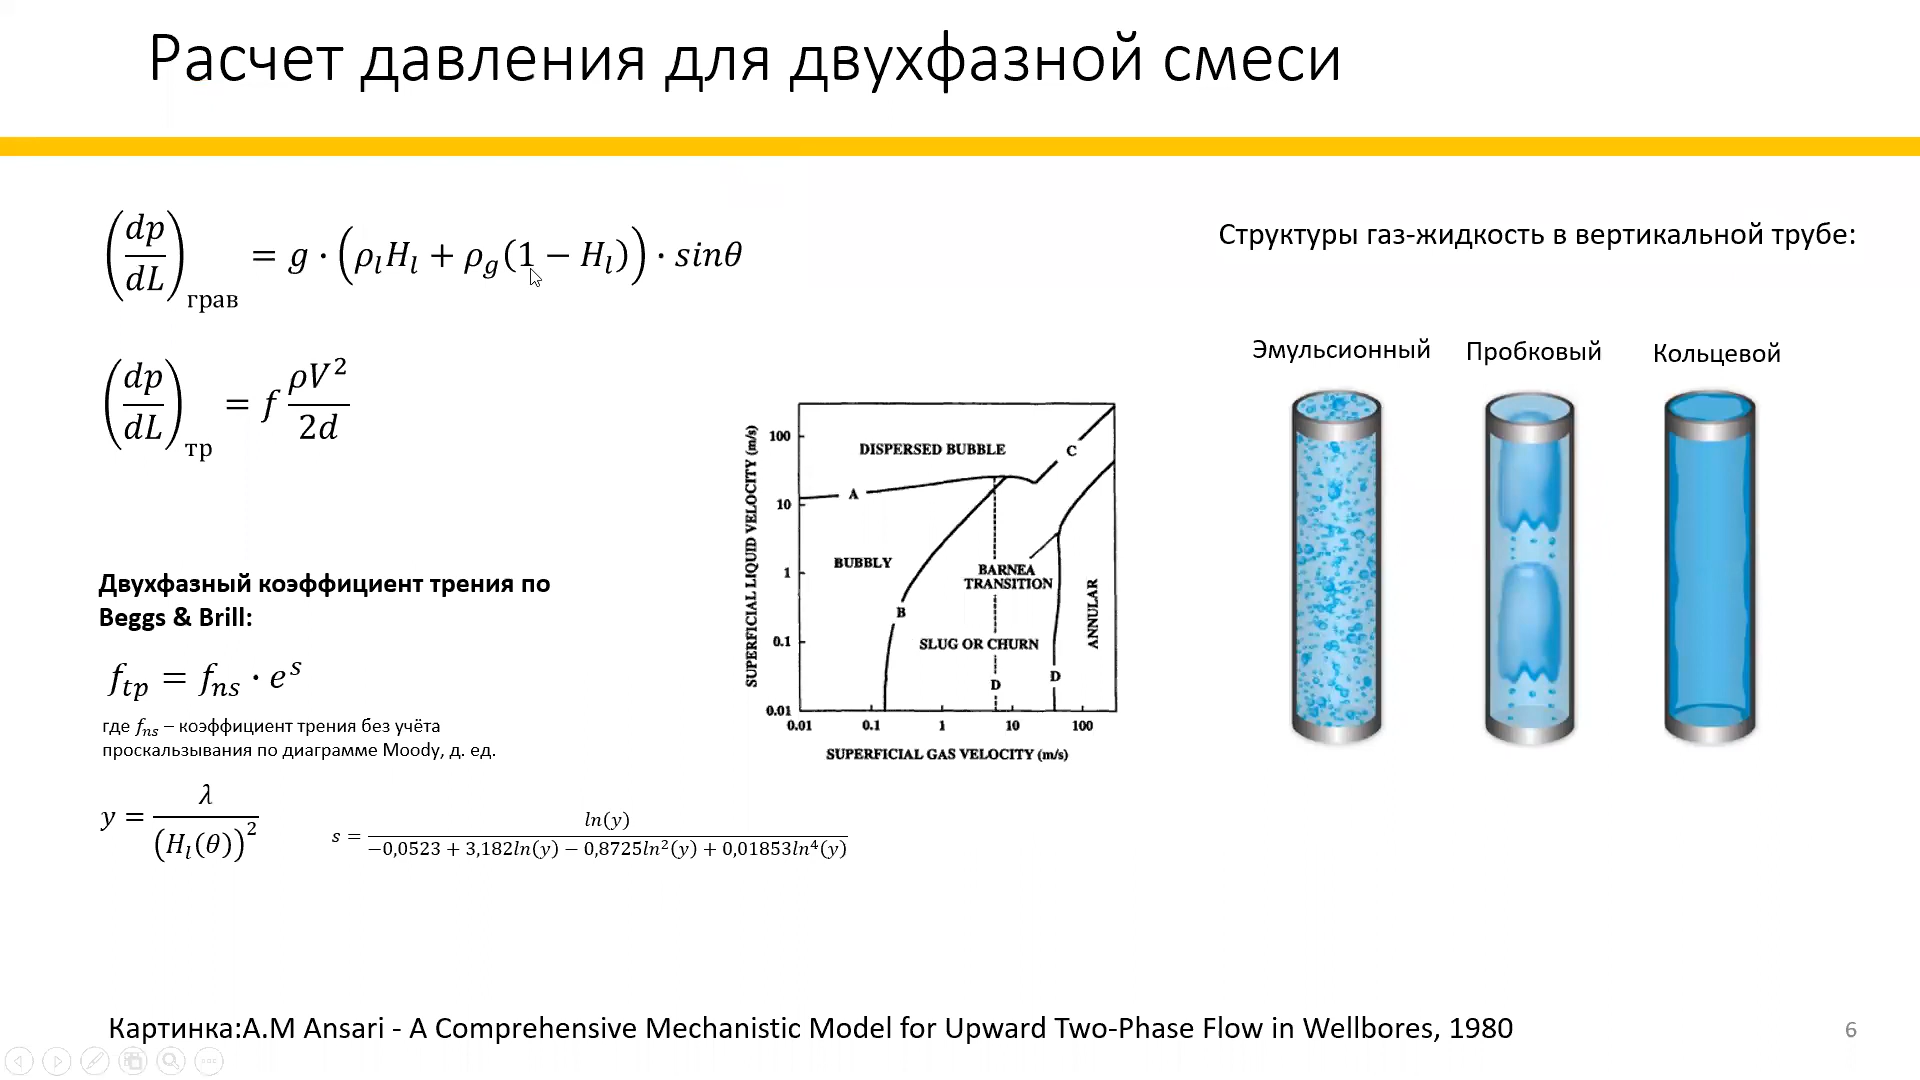 Расчет давления для двухфазной смеси
(dp/dL)грав = g · (ρlHl + ρg(1 − Hl)) · sinθ
(dp/dL)тр = f ρV²/2d
Двухфазный коэффициент трения по
Beggs & Brill:
ftp = fns · e^s
где fns – коэффициент трения без учёта
проскальзывания по диаграмме Moody, д. ед.
y = λ/(Hl(θ))²
s = ln(y)/−0,0523 + 3,182ln(y) − 0,8725ln²(y) + 0,01853ln⁴(y)
SUPERFICIAL LIQUID VELOCITY (m/s)
100
10
1
0.1
0.01
DISPERSED BUBBLE
C
A
BUBBLY
BARNEA
TRANSITION
B
SLUG OR CHURN
ANNULAR
D
D
0.01
0.1
1
10
100
SUPERFICIAL GAS VELOCITY (m/s)
Структуры газ-жидкость в вертикальной трубе:
Эмульсионный
Пробковый
Кольцевой
Картинка:A.M Ansari - A Comprehensive Mechanistic Model for Upward Two-Phase Flow in Wellbores, 1980
6